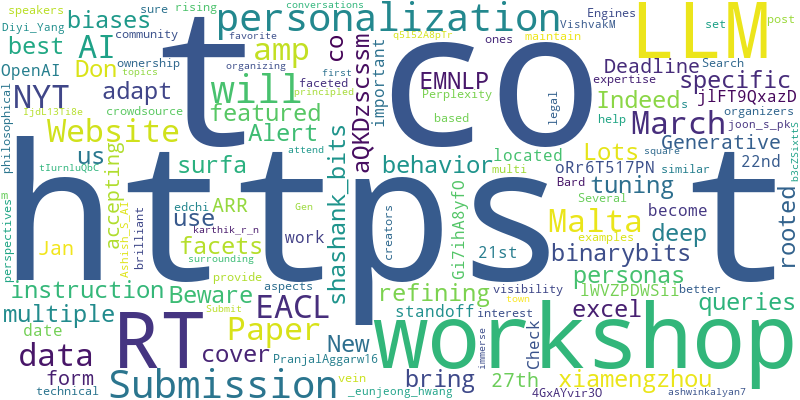 speakers
rising
conversations
biases
personalization
LLM
Engines
set
post
Diyi_Yang
community
sure
favorite
q5i52A8pTr
maintain
VishvakM
best
AI
t
co
amp
organizing
ones
OpenAI
Don
ownership
co
first
faceted
Deadline
Search
topics
principled
important
Perplexity
expertise
NYT
adapt
will
EMNLP
specific
philosophical
crowdsource
featured
aQKDzscssm
based
Indeed
s
jlFT9QxazD
IjdL13Ti8e
Website
Alert
legal
March
organizers
help
joon_s_pk
tIurnluQbC
us
surfa
behavior
located
Lots
Generative
accepting
https
t
multi
square
22nd
b3cZSixttS
attend
oRr6T517PN
similar
m
ARR
shashank_bits
Bard
Several
tuning
deep
rooted
perspectives
edchi
Gen
use
Gi7ihA8yfO
Malta
become
Ashish_S_AI
brilliant
karthik_r_n
facets
work
creators
21st
examples
binarybits
Jan
surrounding
aspects
personas
instruction
Beware
provide
refining
visibility
lWVZPDWSii
better
queries
multiple
RT
EACL
standoff
interest
town
excel
date
Submit
Paper
New
workshop
Check
data
cover
PranjalAggarw16
immerse
form
bring
27th
xiamengzhou
technical
Submission
vein
_eunjeong_hwang
4GxAYvir3O
ashwinkalyan7